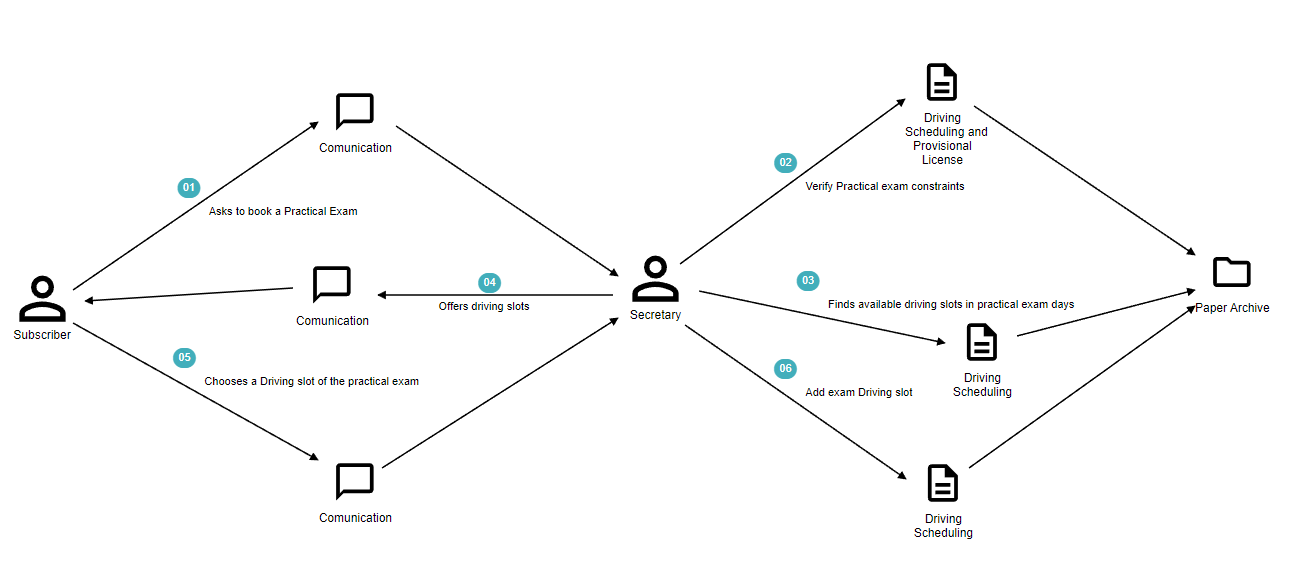 Driving
Scheduling and
Provisional
License
Comunication
02
Verify Practical exam constraints
01
Asks to book a Practical Exam
03
04
Finds available driving slots in practical exam days
Offers driving slots
Paper Archive
Secretary
Comunication
Subscriber
05
Chooses a Driving slot of the practical exam
06
Driving
Scheduling
Add exam Driving slot
Comunication
Driving
Scheduling